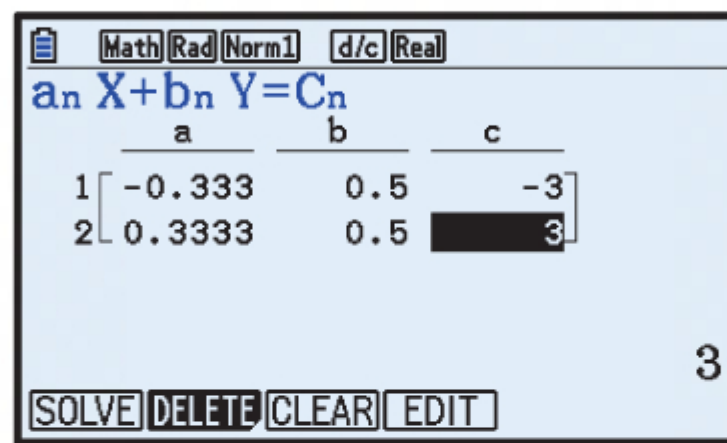 Math Rad Norm1 d/c Real
an X+bn Y=Cn
a b c
1 -0.333 0.5 -3
2 0.3333 0.5 3
3
SOLVE DELETE CLEAR EDIT